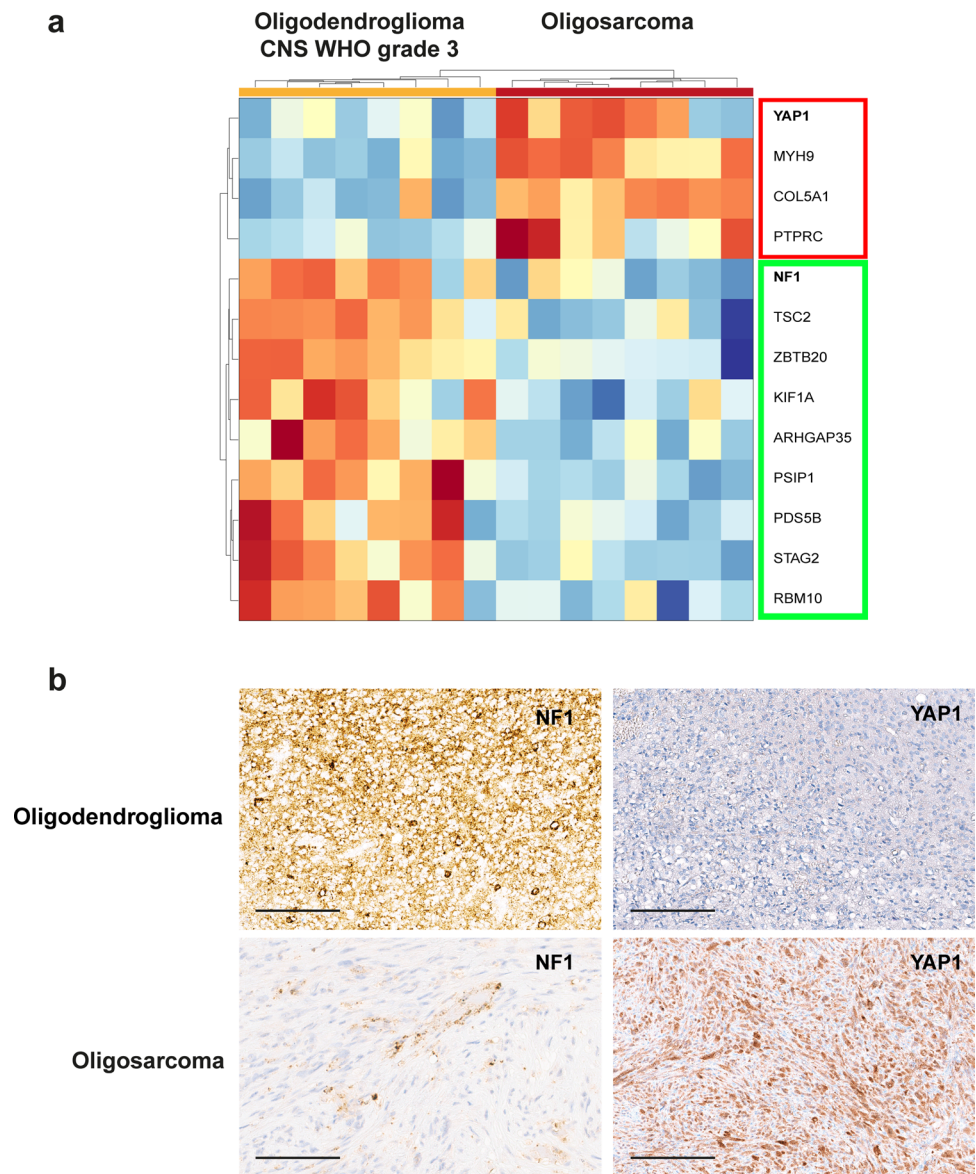 a
Oligodendroglioma
CNS WHO grade 3
Oligosarcoma
YAP1
MYH9
COL5A1
PTPRC
NF1
TSC2
ZBTB20
KIF1A
ARHGAP35
PSIP1
PDS5B
STAG2
RBM10
b
Oligodendroglioma
NF1
YAP1
Oligosarcoma
NF1
YAP1